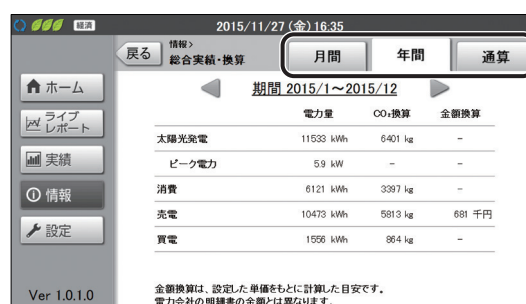 経済 2015/11/27 (金) 16:35
戻る 情報>
総合実績・換算
月間 年間 通算
ホーム
ライブレポート
実績
情報
設定
Ver 1.0.1.0
期間 2015/1～2015/12
電力量 CO₂換算 金額換算
太陽光発電 11533 kWh 6401 kg －
ピーク電力 5.9 kW － －
消費 6121 kWh 3397 kg －
売電 10473 kWh 5813 kg 681 千円
買電 1556 kWh 864 kg －
金額換算は、設定した単価をもとに計算した目安です。
電力会社の明細書の金額とは異なります。